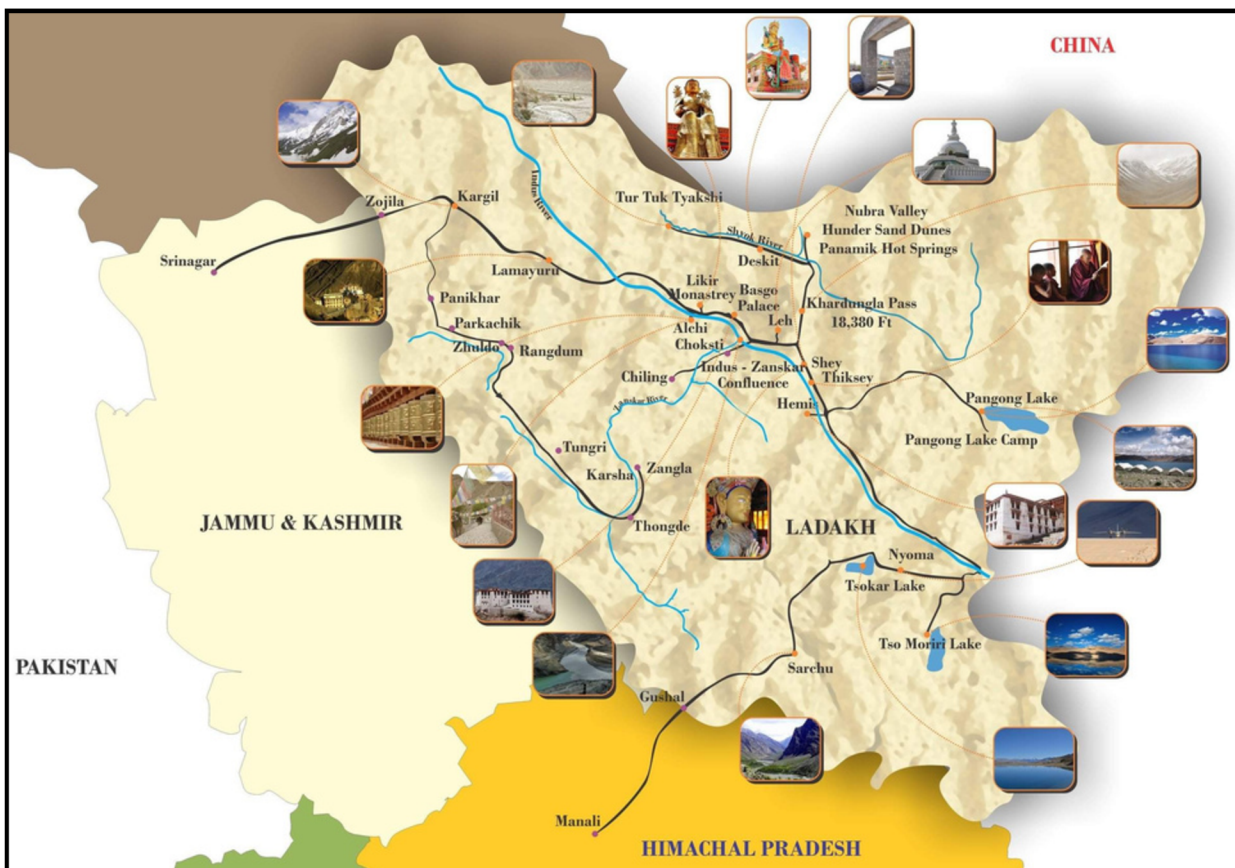 CHINA
Tur Tuk Tyakshi
Nubra Valley
Hunder Sand Dunes
Panamik Hot Springs
Zojila
Kargil
Indus River
Shyok River
Deskit
Srinagar
Lamayuru
Likir
Monastrey
Basgo
Palace
Khardungla Pass
18,380 Ft
Panikhar
Leh
Alchi
Parkachik
Zhuldo
Rangdum
Choksti
Shey
Indus - Zanskar
Confluence
Thiksey
Chiling
Zanskar River
Hemis
Pangong Lake
Pangong Lake Camp
Tungri
Karsha
Zangla
JAMMU & KASHMIR
Thongde
LADAKH
Nyoma
Tsokar Lake
Tso Moriri Lake
PAKISTAN
Sarchu
Gushal
Manali
HIMACHAL PRADESH